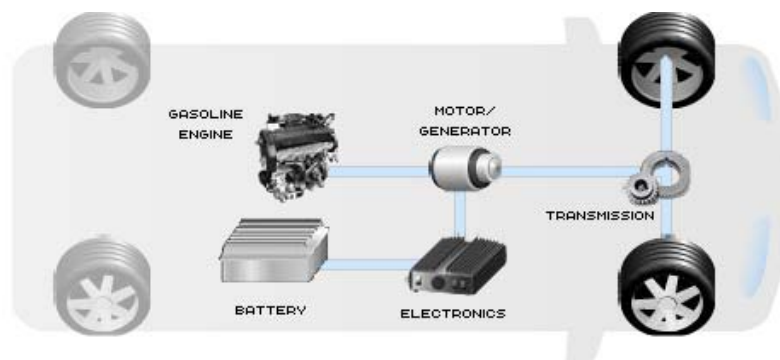 GASOLINE
ENGINE
MOTOR/
GENERATOR
TRANSMISSION
BATTERY
ELECTRONICS